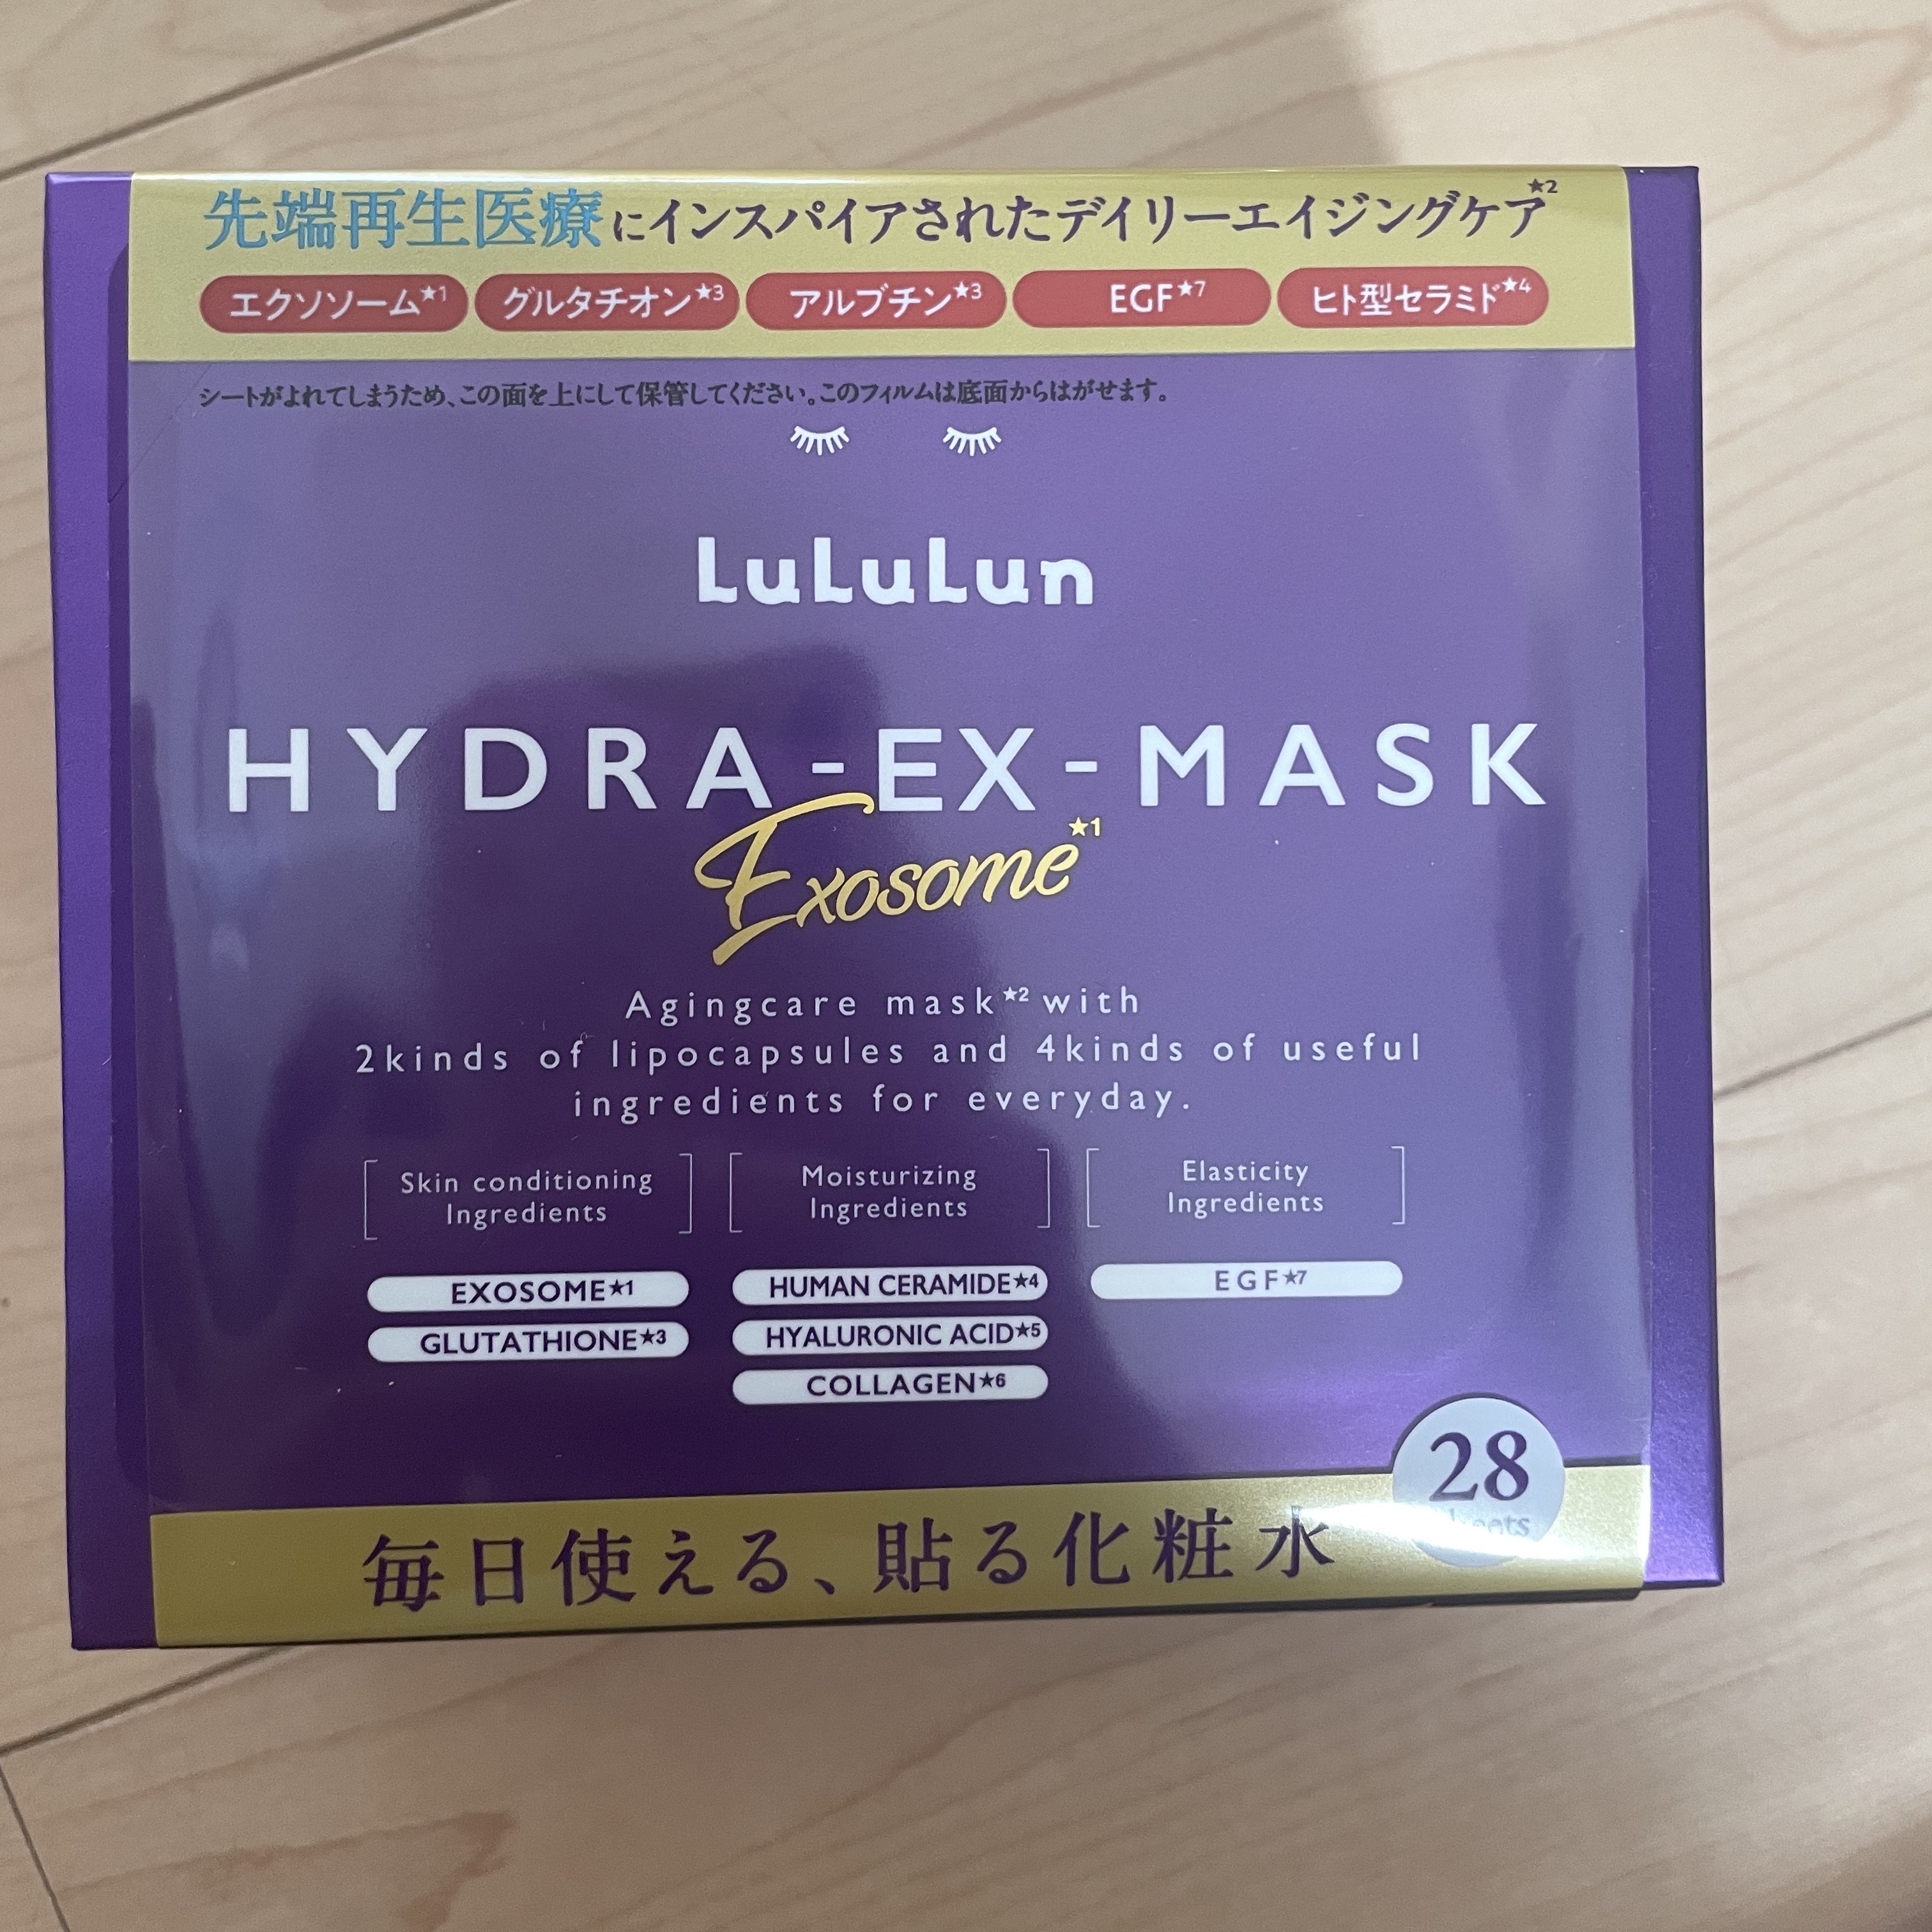 先端再生医療にインスパイアされたデイリーエイジングケア★2
エクソソーム★1 グルタチオン★3 アルブチン★3 EGF★7 ヒト型セラミド★4
シートがよれてしまうため、この面を上にして保管してください。このフィルムは底面からはがせます。
LuLuLun
HYDRA-EX-MASK
Exosome★1
Agingcare mask★2 with
2kinds of lipocapsules and 4kinds of useful
ingredients for everyday.
Skin conditioning Ingredients
Moisturizing Ingredients
Elasticity Ingredients
EXOSOME★1 HUMAN CERAMIDE★4 EGF★7
GLUTATHIONE★3 HYALURONIC ACID★5
COLLAGEN★6
28
毎日使える、貼る化粧水